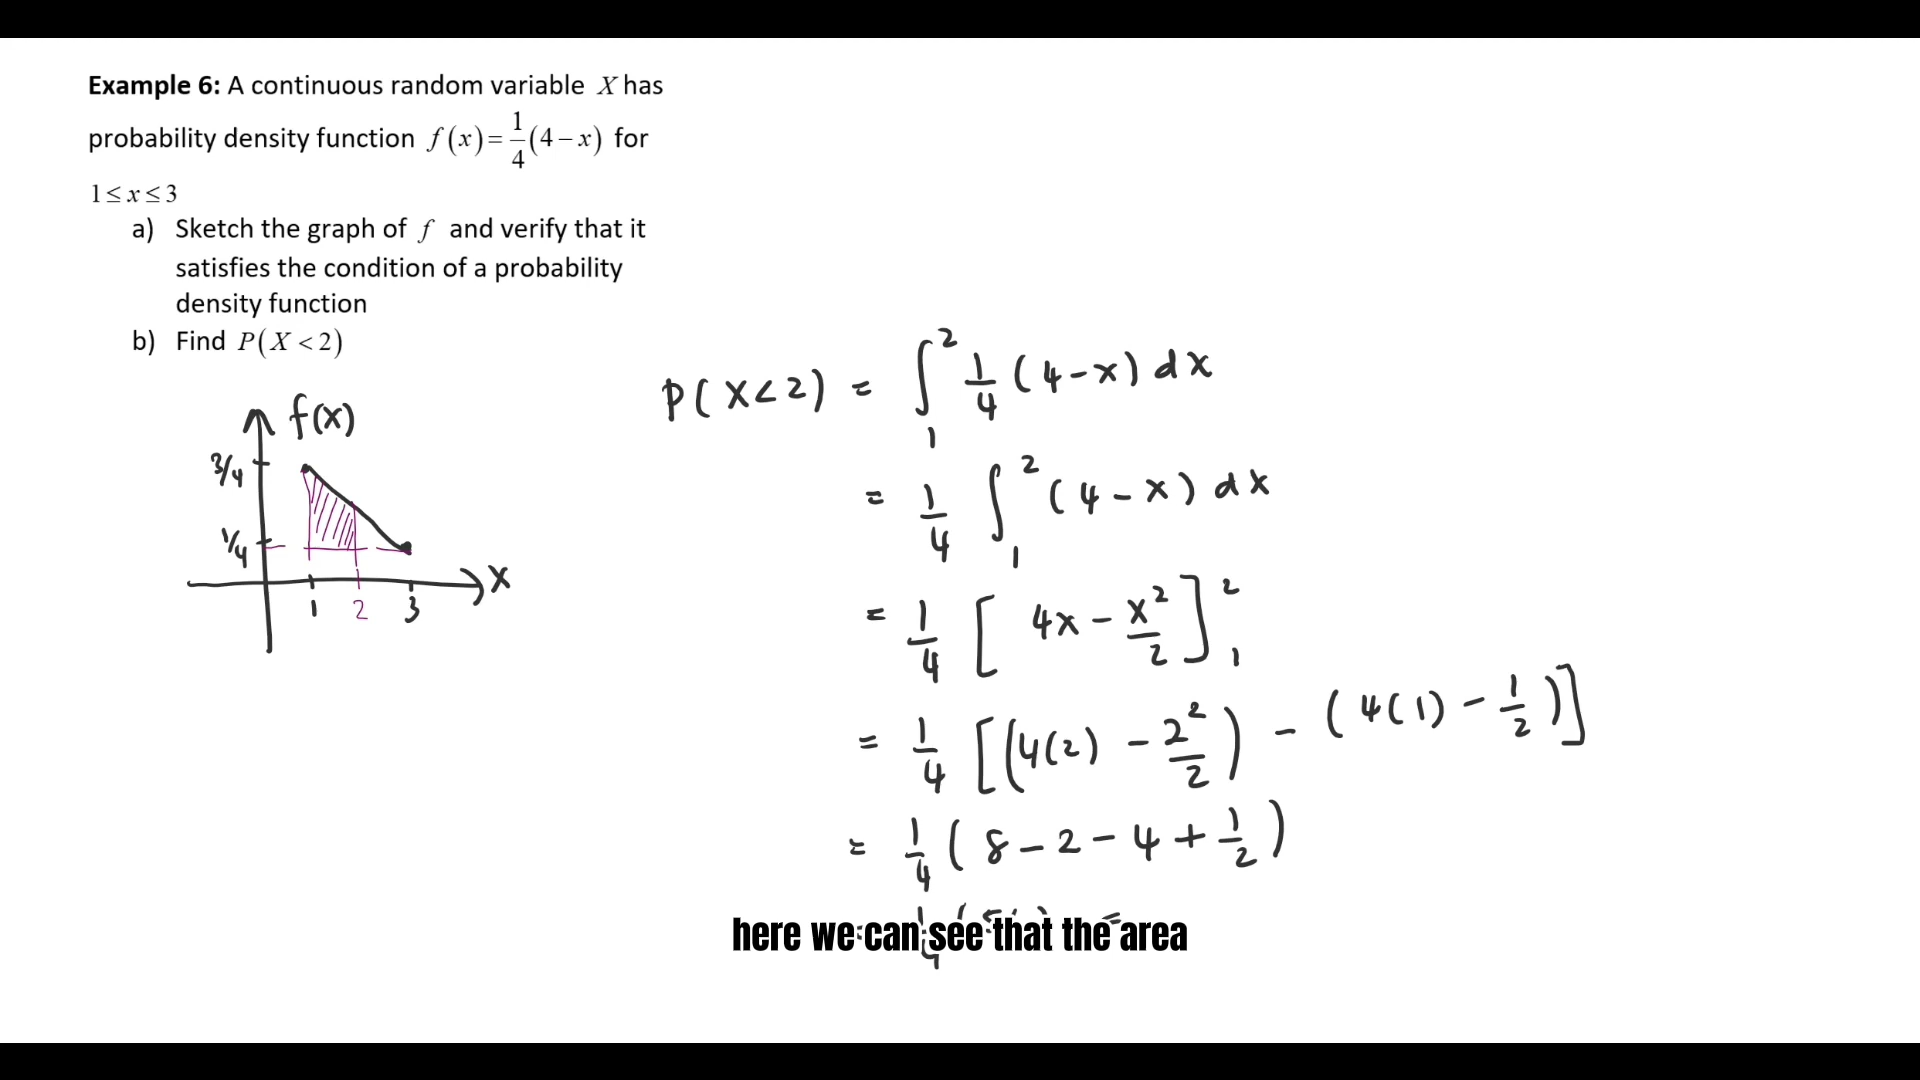 Example 6: A continuous random variable X has
probability density function f(x)=1/4(4−x) for
1≤x≤3
a) Sketch the graph of f and verify that it
satisfies the condition of a probability
density function
b) Find P(X<2)
f(x)
3/4
1/4
x
1 2 3
P(X<2) = ∫₁² 1/4 (4-x) dx
= 1/4 ∫₁² (4-x) dx
= 1/4 [4x - x²/2]₁²
= 1/4 [(4(2) - 2²/2) - (4(1) - 1/2)]
= 1/4 (8-2-4+1/2)
here we can see that the area